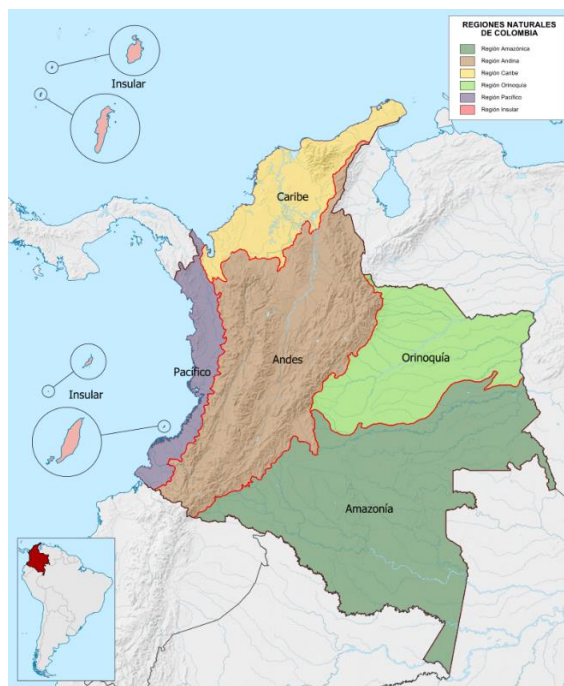 REGIONES NATURALES
DE COLOMBIA
Región Amazónica
Región Andina
Región Caribe
Región Orinoquia
Región Pacífico
Región Insular
Insular
Caribe
Pacífico
Andes
Orinoquía
Insular
Amazonía